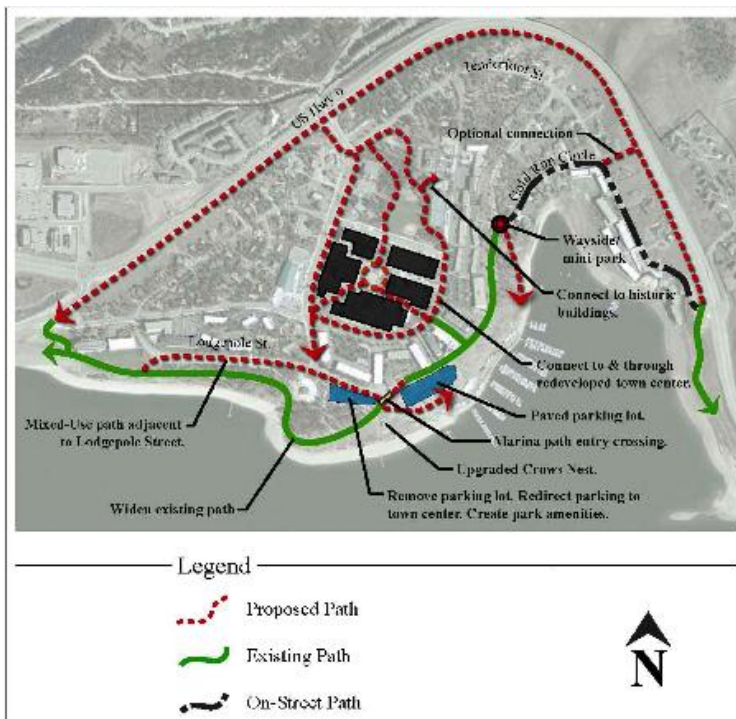 Tenderfoot St
US Hwy 6
Optional connection
Gold Run Circle
Wayside/
mini-park
Connect to historic
buildings.
Lodgepole St.
Connect to & through
redeveloped town center.
Mixed-Use path adjacent
to Lodgepole Street.
Paved parking lot.
Marina path entry crossing.
Upgraded Crows Nest.
Widen existing path
Remove parking lot. Redirect parking to
town center. Create park amenities.
Legend
Proposed Path
Existing Path
N
On-Street Path